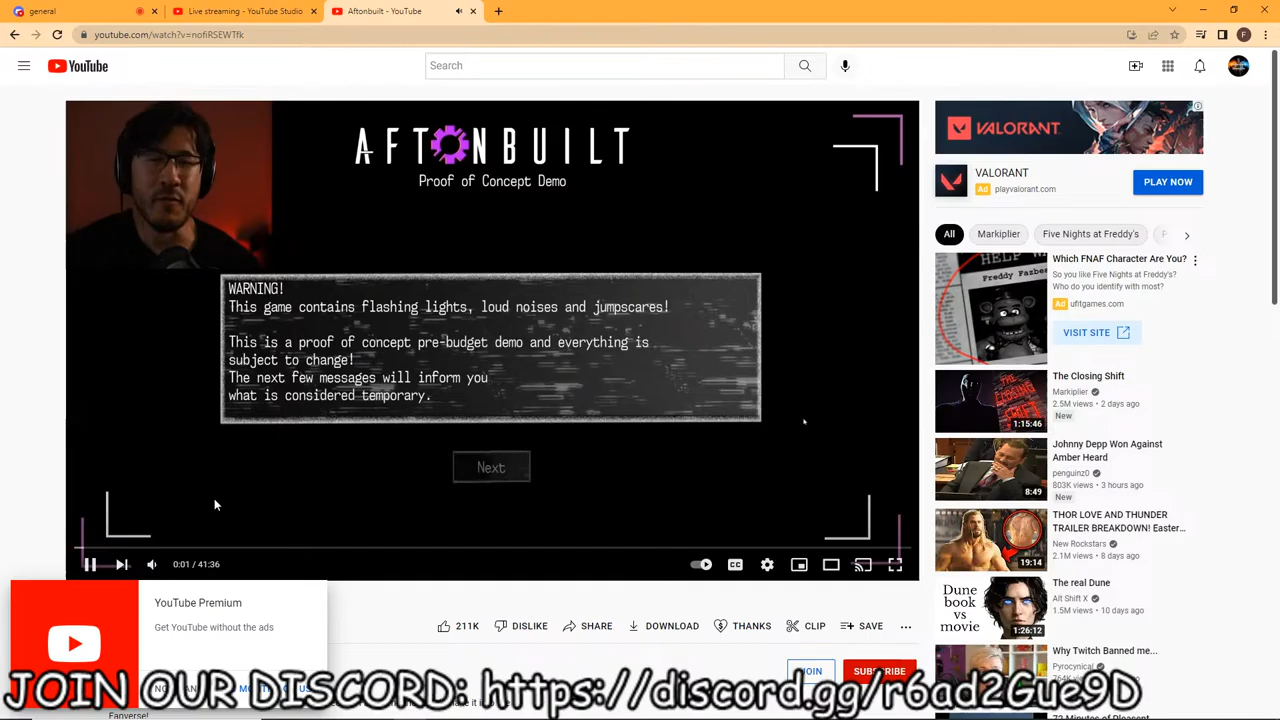 general
Live streaming - YouTube Studio
Aftonbuilt - YouTube
youtube.com/watch?v=nofiRSEWTfk
F
YouTube
Search
AFTONBUILT
Proof of Concept Demo
WARNING!
This game contains flashing lights, loud noises and jumpscares!
This is a proof of concept pre-budget demo and everything is
subject to change!
The next few messages will inform you
what is considered temporary.
Next
0:01 / 41:36
CC
VALORANT
VALORANT
Ad playvalorant.com
PLAY NOW
All
Markiplier
Five Nights at Freddy's
Which FNAF Character Are You?
So you like Five Nights at Freddy's?
Who do you identify with most?
Ad ufitgames.com
VISIT SITE
HELP
Freddy Fazbe
The Closing Shift
Markiplier
2.5M views • 2 days ago
New
1:15:46
Johnny Depp Won Against
Amber Heard
penguinz0
803K views • 3 hours ago
New
8:49
THOR LOVE AND THUNDER
TRAILER BREAKDOWN! Easter...
New Rockstars
2.1M views • 8 days ago
19:14
The real Dune
Alt Shift X
1.5M views • 10 days ago
Dune
book
vs
movie
1:26:12
Why Twitch Banned me...
Pyrocynical
YouTube Premium
Get YouTube without the ads
211K
DISLIKE
SHARE
DOWNLOAD
THANKS
CLIP
SAVE
JOIN
SUBSCRIBE
JOIN OUR DISCORD: https://discord.gg/r6ad2Gue9D
Fanverse!